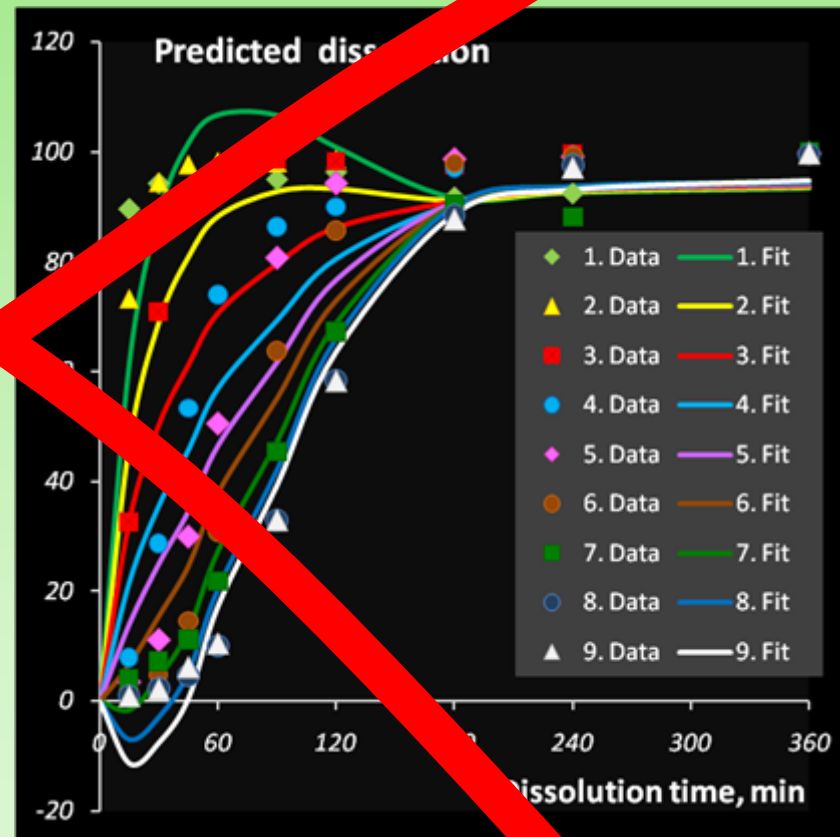 120
Predicted
100
80
40
20
0
-20
0 60 120 240 300 360
time, min
1. Data 1. Fit
2. Data 2. Fit
3. Data 3. Fit
4. Data 4. Fit
5. Data 5. Fit
6. Data 6. Fit
7. Data 7. Fit
8. Data 8. Fit
9. Data 9. Fit